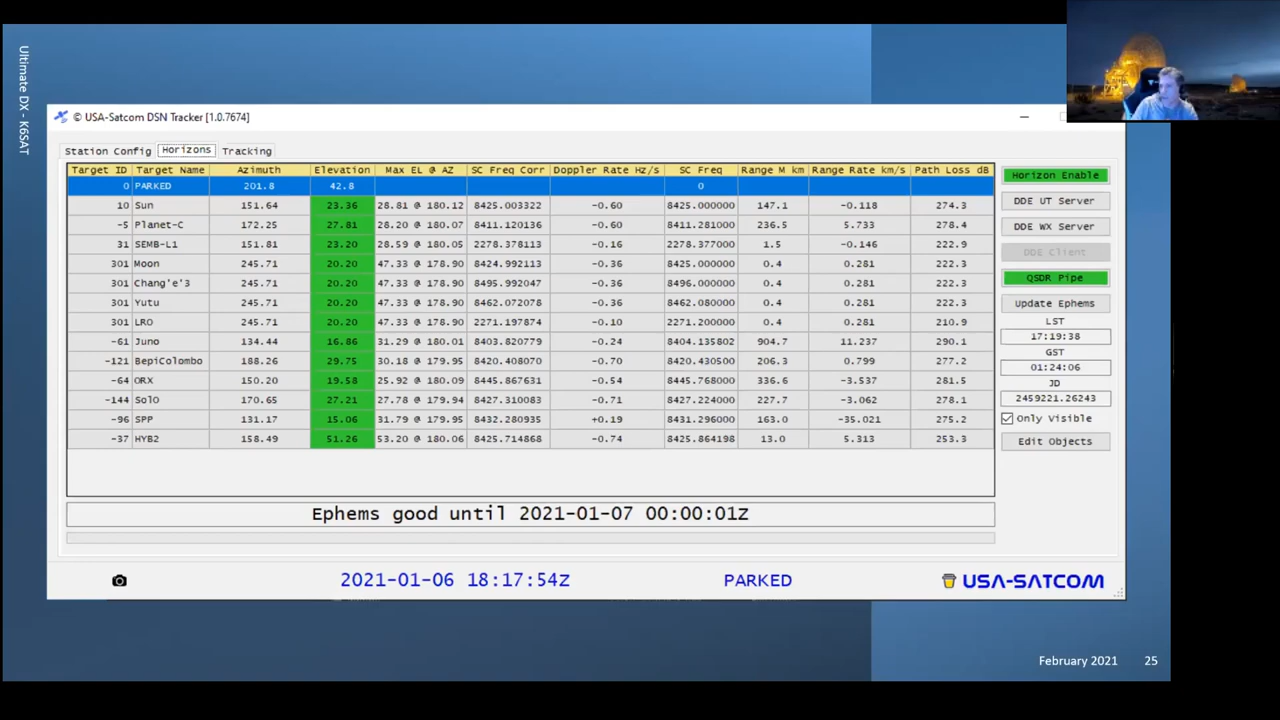 Ultimate DX - K6SAT
© USA-Satcom DSN Tracker [1.0.7674]
Station Config Horizons Tracking
Target ID Target Name Azimuth Elevation Max EL @ AZ SC Freq Corr Doppler Rate Hz/s SC Freq Range M km Range Rate km/s Path Loss dB
0 PARKED 201.8 42.8 0
10 Sun 151.64 23.36 28.81 @ 180.12 8425.003322 -0.60 8425.000000 147.1 -0.118 274.3
-5 Planet-C 172.25 27.81 28.20 @ 180.07 8411.120136 -0.60 8411.281000 236.5 5.733 278.4
31 SEMB-L1 151.81 23.20 28.59 @ 180.05 2278.378113 -0.16 2278.377000 1.5 -0.146 222.9
301 Moon 245.71 20.20 47.33 @ 178.90 8424.992113 -0.36 8425.000000 0.4 0.281 222.3
301 Chang'e'3 245.71 20.20 47.33 @ 178.90 8495.992047 -0.36 8496.000000 0.4 0.281 222.3
301 Yutu 245.71 20.20 47.33 @ 178.90 8462.072078 -0.36 8462.080000 0.4 0.281 222.3
301 LRO 245.71 20.20 47.33 @ 178.90 2271.197874 -0.10 2271.200000 0.4 0.281 210.9
-61 Juno 134.44 16.86 31.29 @ 180.01 8403.820779 -0.24 8404.135802 904.7 11.237 290.1
-121 BepiColombo 188.26 29.75 30.18 @ 179.95 8420.408070 -0.70 8420.430500 206.3 0.799 277.2
-64 ORX 150.20 19.58 25.92 @ 180.09 8445.867631 -0.54 8445.768000 336.6 -3.537 281.5
-144 SolO 170.65 27.21 27.78 @ 179.94 8427.310083 -0.71 8427.224000 227.7 -3.062 278.1
-96 SPP 131.17 15.06 31.79 @ 179.95 8432.280935 +0.19 8431.296000 163.0 -35.021 275.2
-37 HYB2 158.49 51.26 53.20 @ 180.06 8425.714868 -0.74 8425.864198 13.0 5.313 253.3
Horizon Enable
DDE UT Server
DDE WX Server
DDE Client
QSDR Pipe
Update Ephems
LST
17:19:38
GST
01:24:06
JD
2459221.26243
Only Visible
Edit Objects
Ephems good until 2021-01-07 00:00:01Z
2021-01-06 18:17:54Z PARKED USA-SATCOM
February 2021 25